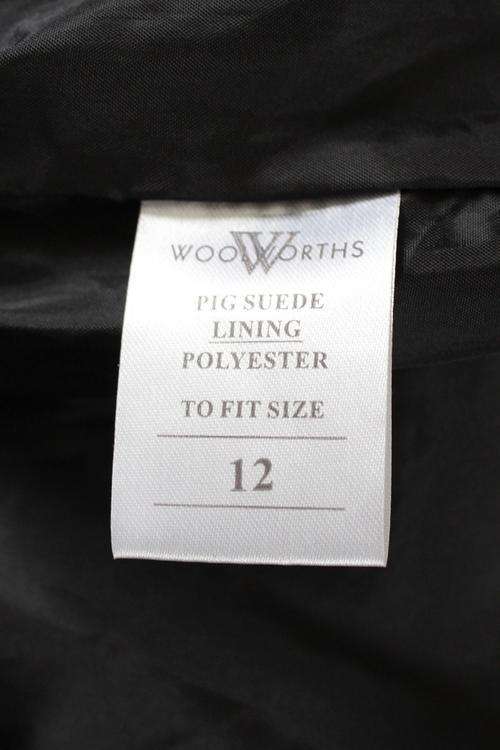 WOOLWORTHS
PIG SUEDE
LINING
POLYESTER
TO FIT SIZE
12